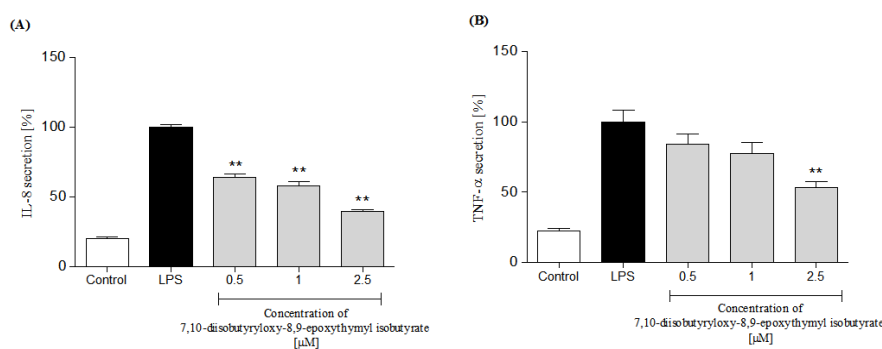 (A)
150
100
50
0
IL-8 secretion [%]
**
**
**
Control
LPS
0.5
1
2.5
Concentration of
7,10-diisobutyryloxy-8,9-epoxythymyl isobutyrate
[μM]
(B)
150
100
50
0
TNF-α secretion [%]
**
Control
LPS
0.5
1
2.5
Concentration of
7,10-diisobutyryloxy-8,9-epoxythymyl isobutyrate
[μM]